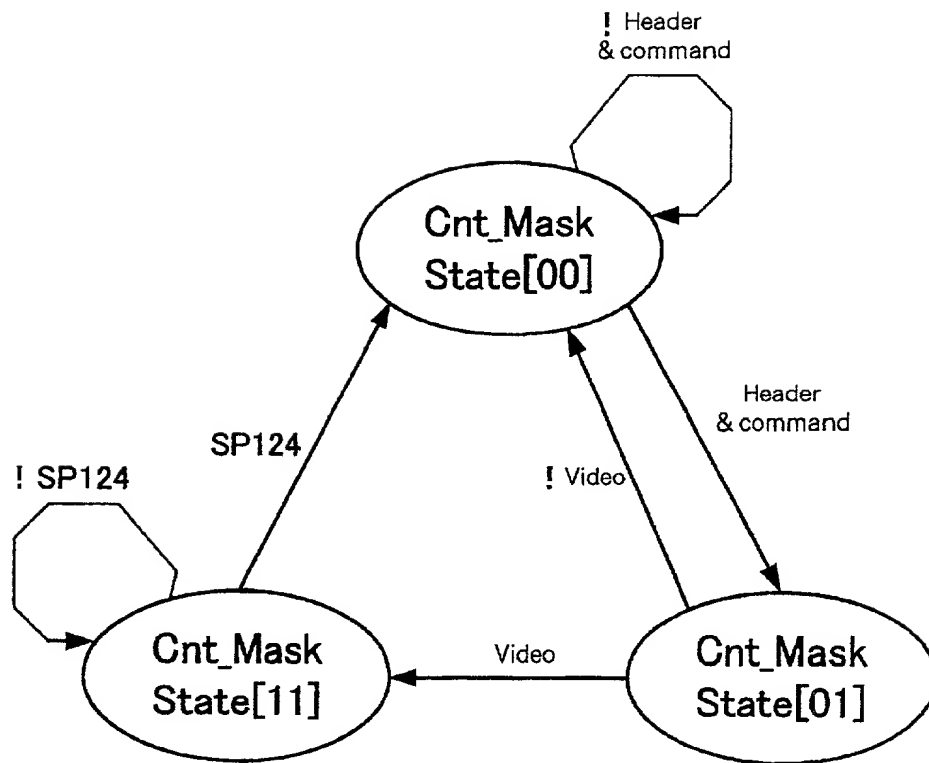 ! Header
& command
Cnt_Mask
State[00]
Header
& command
SP124
! Video
! SP124
Cnt_Mask
State[11]
Video
Cnt_Mask
State[01]